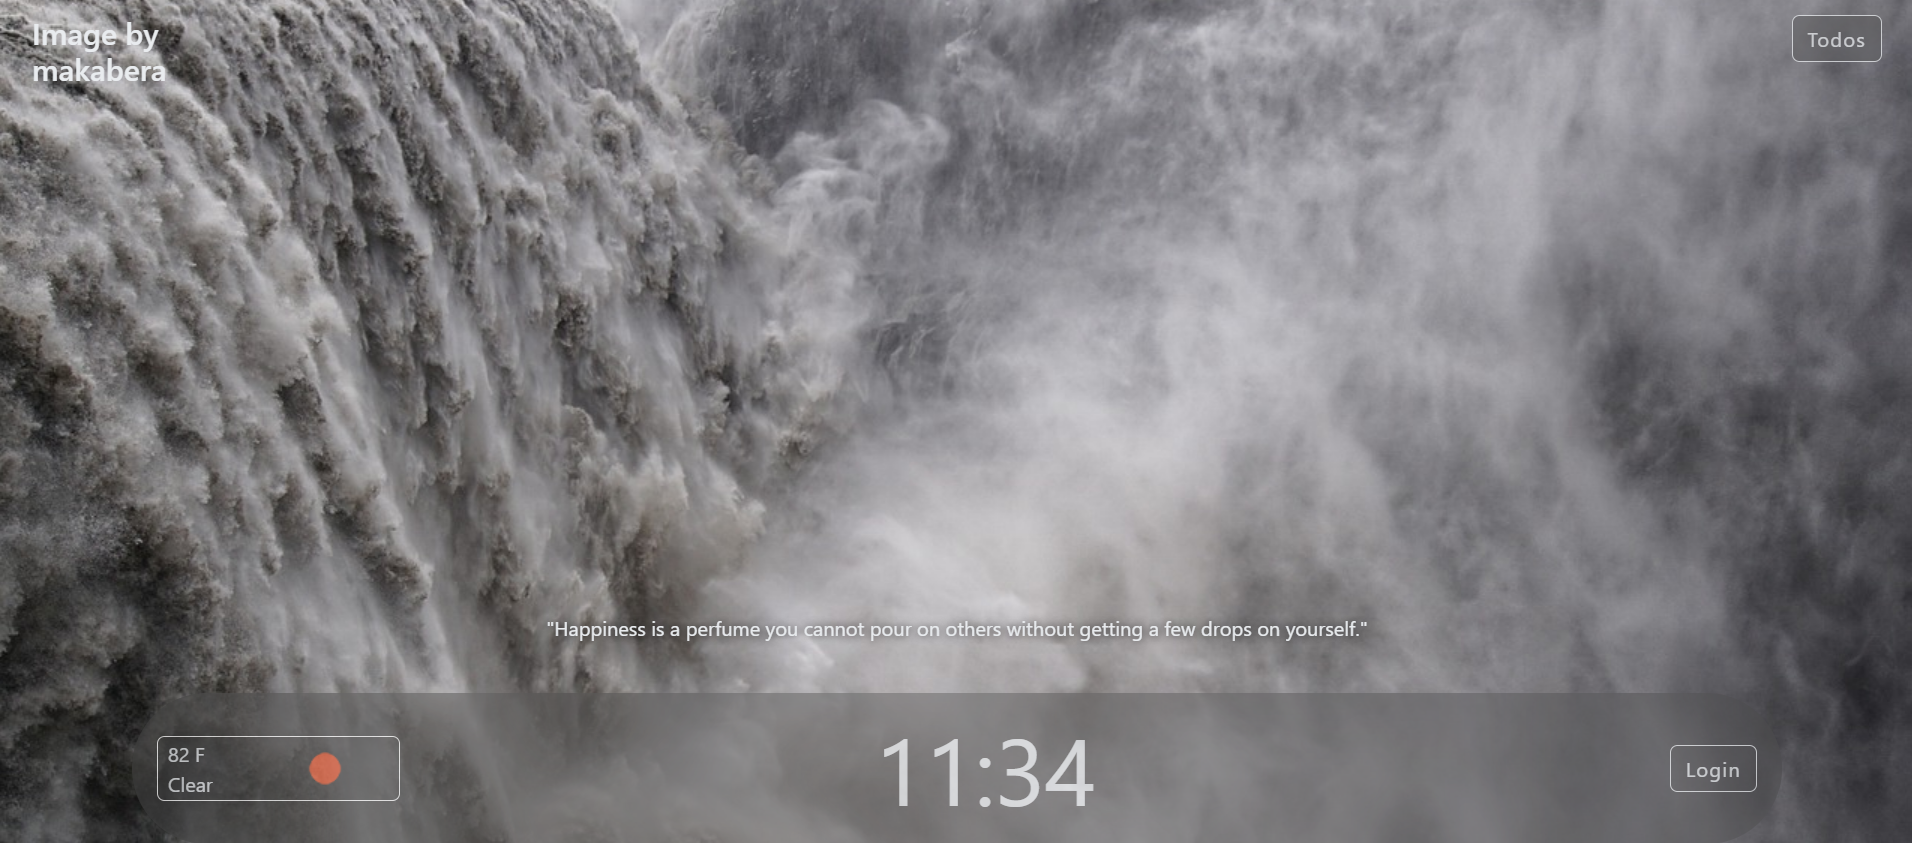 Image by
makabera
Todos
"Happiness is a perfume you cannot pour on others without getting a few drops on yourself."
82 F
Clear
11:34
Login